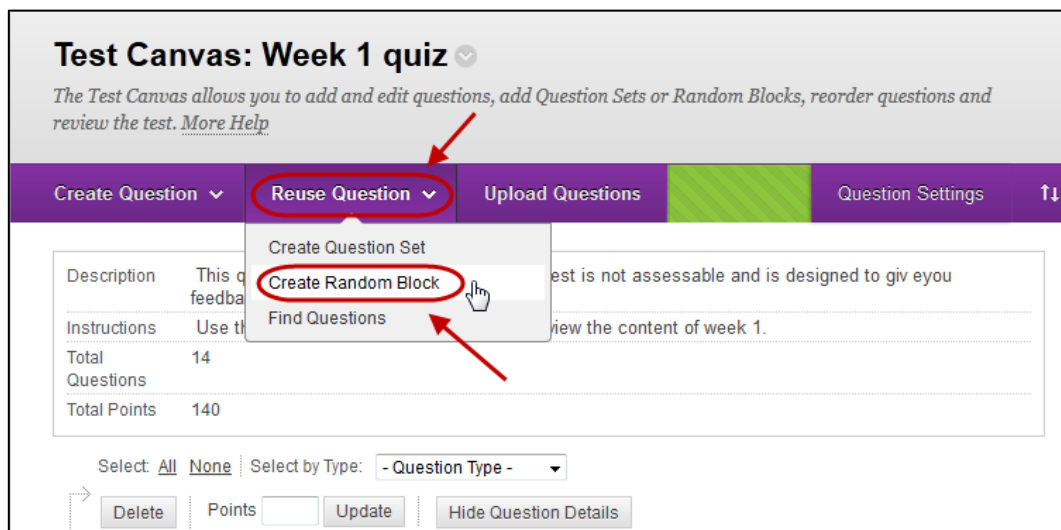 Test Canvas: Week 1 quiz
The Test Canvas allows you to add and edit questions, add Question Sets or Random Blocks, reorder questions and
review the test. More Help
Create Question Reuse Question Upload Questions Question Settings
Create Question Set
Create Random Block
Find Questions
Description This q est is not assessable and is designed to giv eyou
feedba
Instructions Use th view the content of week 1.
Total 14
Questions
Total Points 140
Select: All None Select by Type: - Question Type -
Delete Points Update Hide Question Details